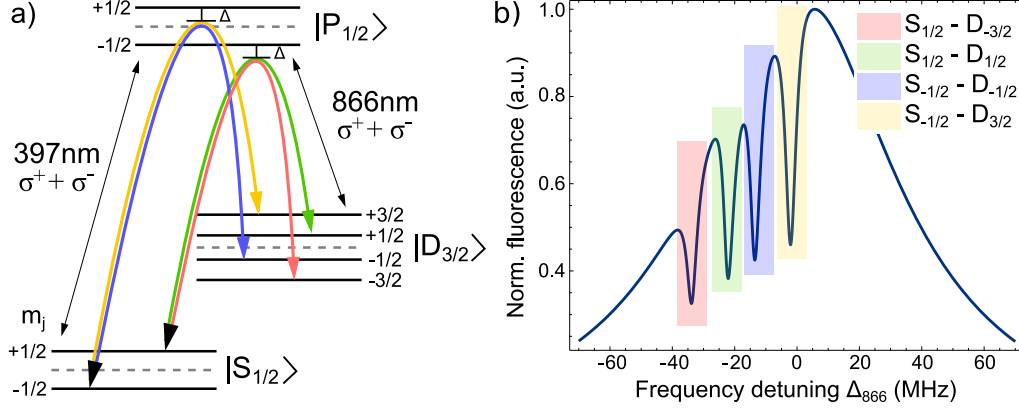 a)
+1/2
-1/2
Δ
Δ
|P1/2⟩
397nm
σ+ + σ-
866nm
σ+ + σ-
+3/2
+1/2
-1/2
-3/2
|D3/2⟩
mj
+1/2
-1/2
|S1/2⟩
b)
Norm. fluorescence (a.u.)
1.0
0.8
0.6
0.4
-60
-40
-20
0
20
40
60
Frequency detuning Δ866 (MHz)
S1/2 - D-3/2
S1/2 - D1/2
S-1/2 - D-1/2
S-1/2 - D3/2